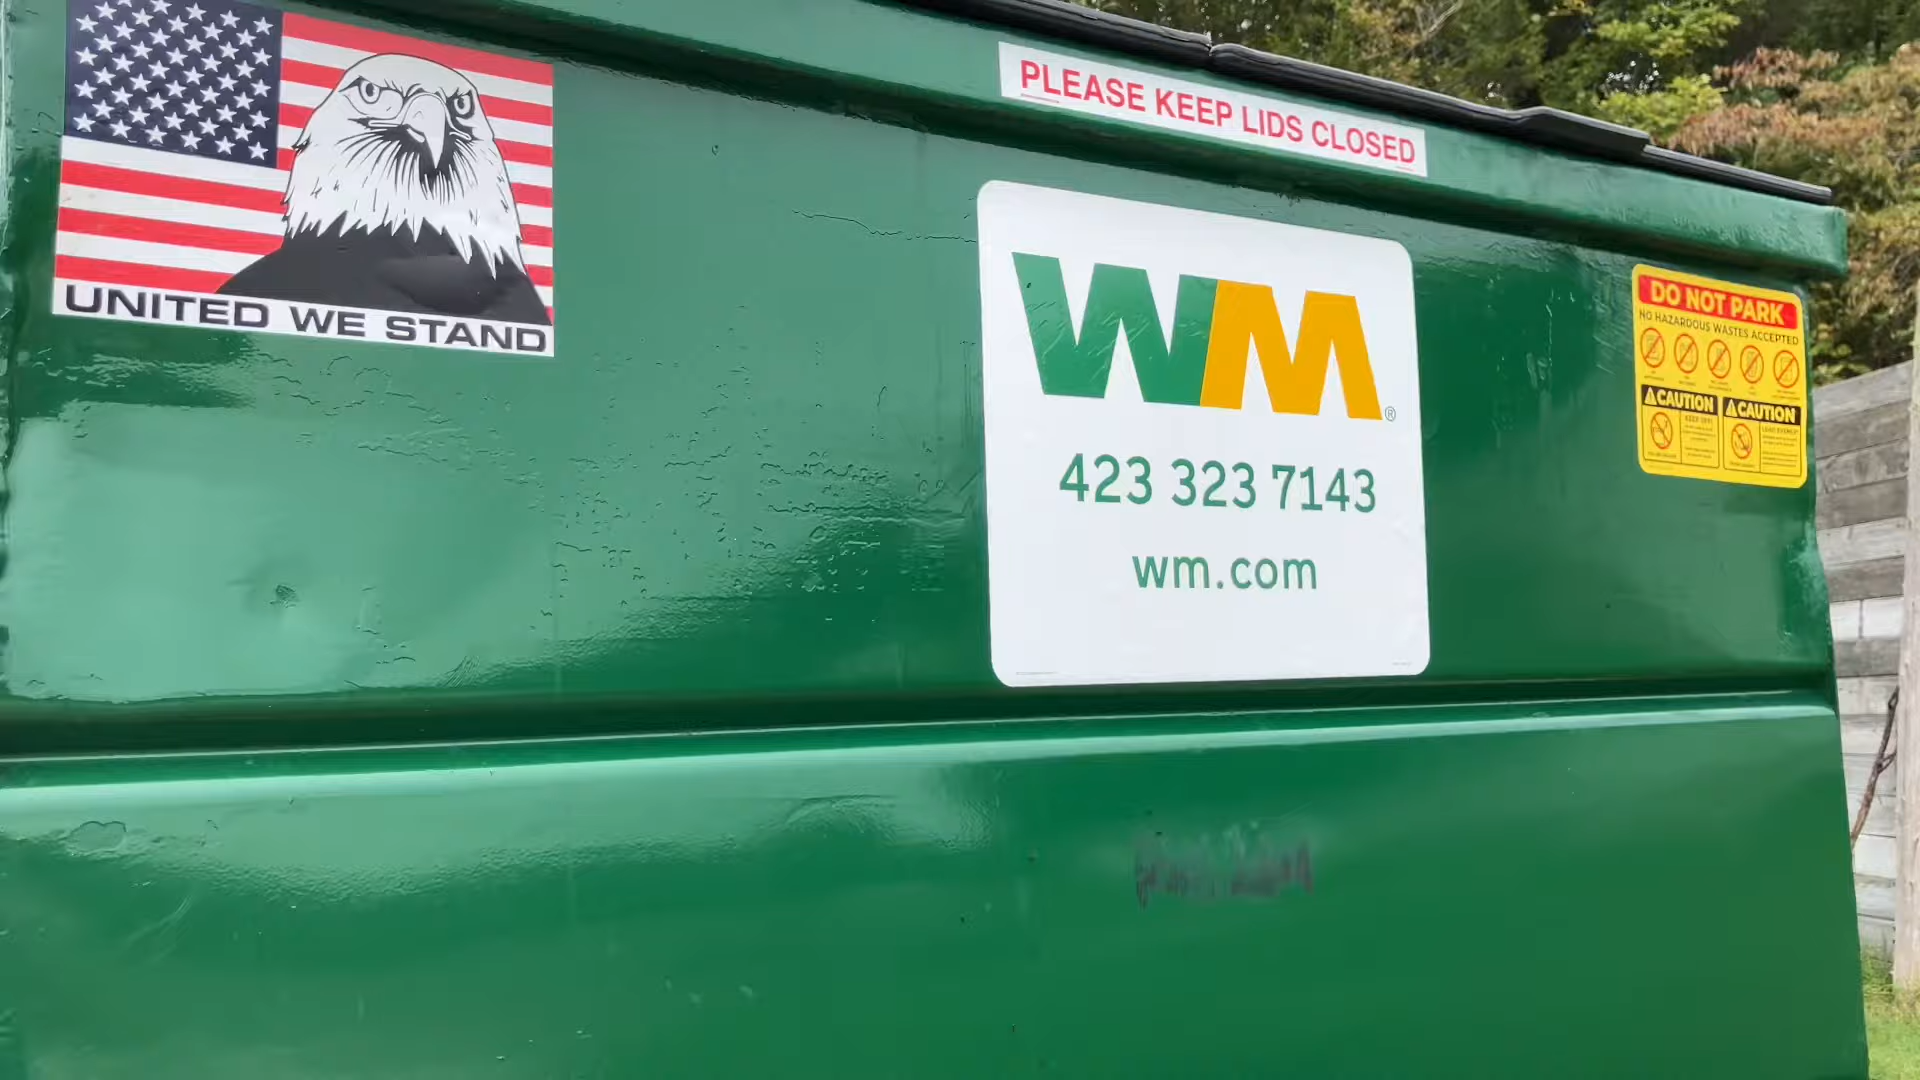 UNITED WE STAND
PLEASE KEEP LIDS CLOSED
WM®
423 323 7143
wm.com
DO NOT PARK
NO HAZARDOUS WASTES ACCEPTED
CAUTION
CAUTION